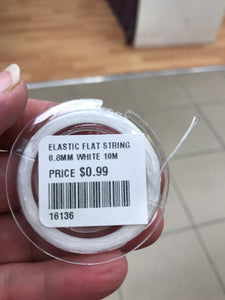 ELASTIC FLAT STRING
0.8MM WHITE 10M
PRICE $0.99
16136